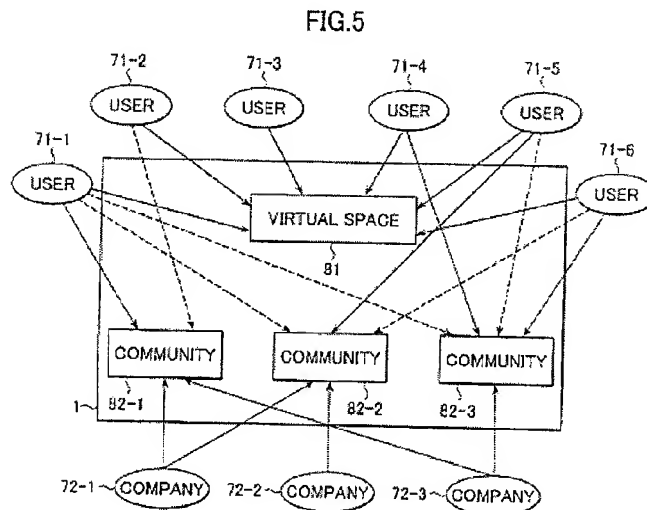 FIG.5
71-2
71-3
71-4
71-5
USER
USER
USER
USER
71-1
71-6
USER
USER
VIRTUAL SPACE
81
COMMUNITY
COMMUNITY
COMMUNITY
1
82-1
82-2
82-3
72-1
COMPANY
72-2
COMPANY
72-3
COMPANY